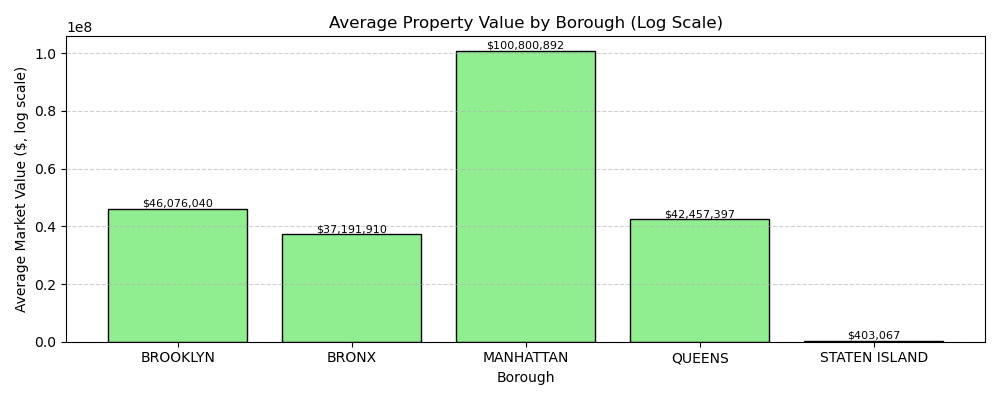 Average Property Value by Borough (Log Scale)
1e8
Average Market Value ($, log scale)
1.0
0.8
0.6
0.4
0.2
0.0
$46,076,040
$37,191,910
$100,800,892
$42,457,397
$403,067
BROOKLYN
BRONX
MANHATTAN
QUEENS
STATEN ISLAND
Borough